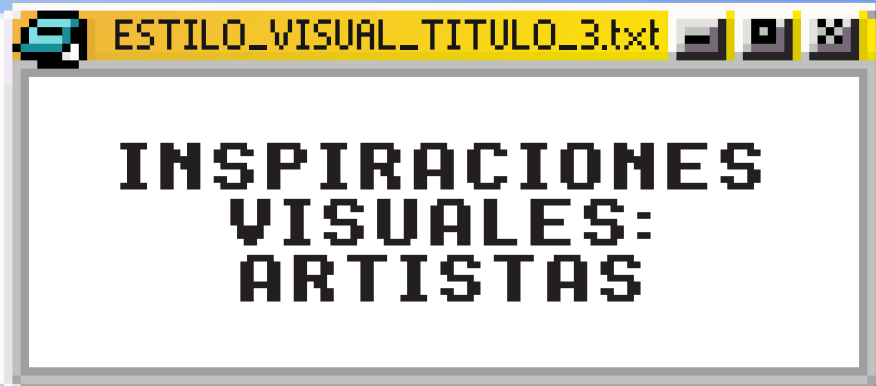 ESTILO_VISUAL_TITULO_3.txt
INSPIRACIONES
VISUALES:
ARTISTAS